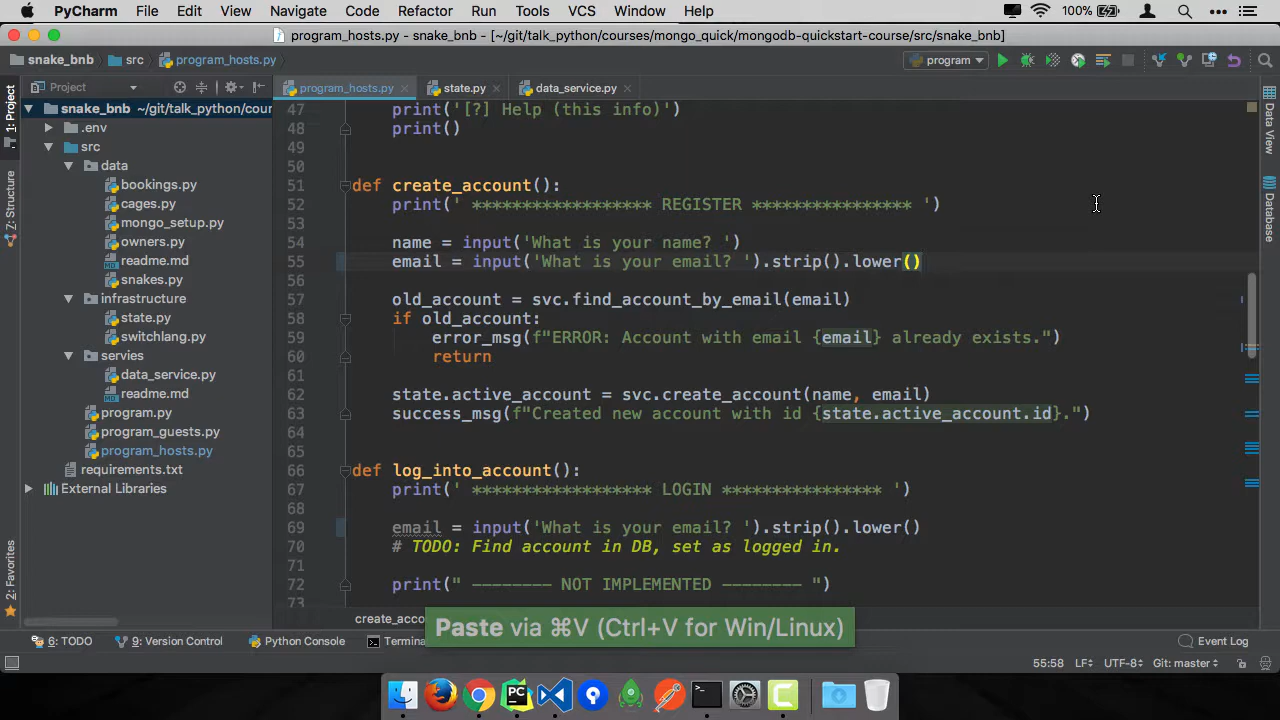 PyCharm File Edit View Navigate Code Refactor Run Tools VCS Window Help 100%
program_hosts.py - snake_bnb - [~/git/talk_python/courses/mongo_quick/mongodb-quickstart-course/src/snake_bnb]
snake_bnb src program_hosts.py program
Project program_hosts.py state.py data_service.py
1: Project
7: Structure
2: Favorites
snake_bnb ~/git/talk_python/cour
.env
src
data
bookings.py
cages.py
mongo_setup.py
owners.py
readme.md
snakes.py
infrastructure
state.py
switchlang.py
servies
data_service.py
readme.md
program.py
program_guests.py
program_hosts.py
requirements.txt
External Libraries
47 print('[?] Help (this info)')
48 print()
49
50
51 def create_account():
52 print(' ****************** REGISTER **************** ')
53
54 name = input('What is your name? ')
55 email = input('What is your email? ').strip().lower()
56
57 old_account = svc.find_account_by_email(email)
58 if old_account:
59 error_msg(f"ERROR: Account with email {email} already exists.")
60 return
61
62 state.active_account = svc.create_account(name, email)
63 success_msg(f"Created new account with id {state.active_account.id}.")
64
65
66 def log_into_account():
67 print(' ****************** LOGIN **************** ')
68
69 email = input('What is your email? ').strip().lower()
70 # TODO: Find account in DB, set as logged in.
71
72 print(" -------- NOT IMPLEMENTED -------- ")
73
Data View
Database
create_acco
Paste via ⌘V (Ctrl+V for Win/Linux)
6: TODO 9: Version Control Python Console Termin Event Log
55:58 LF÷ UTF-8÷ Git: master÷